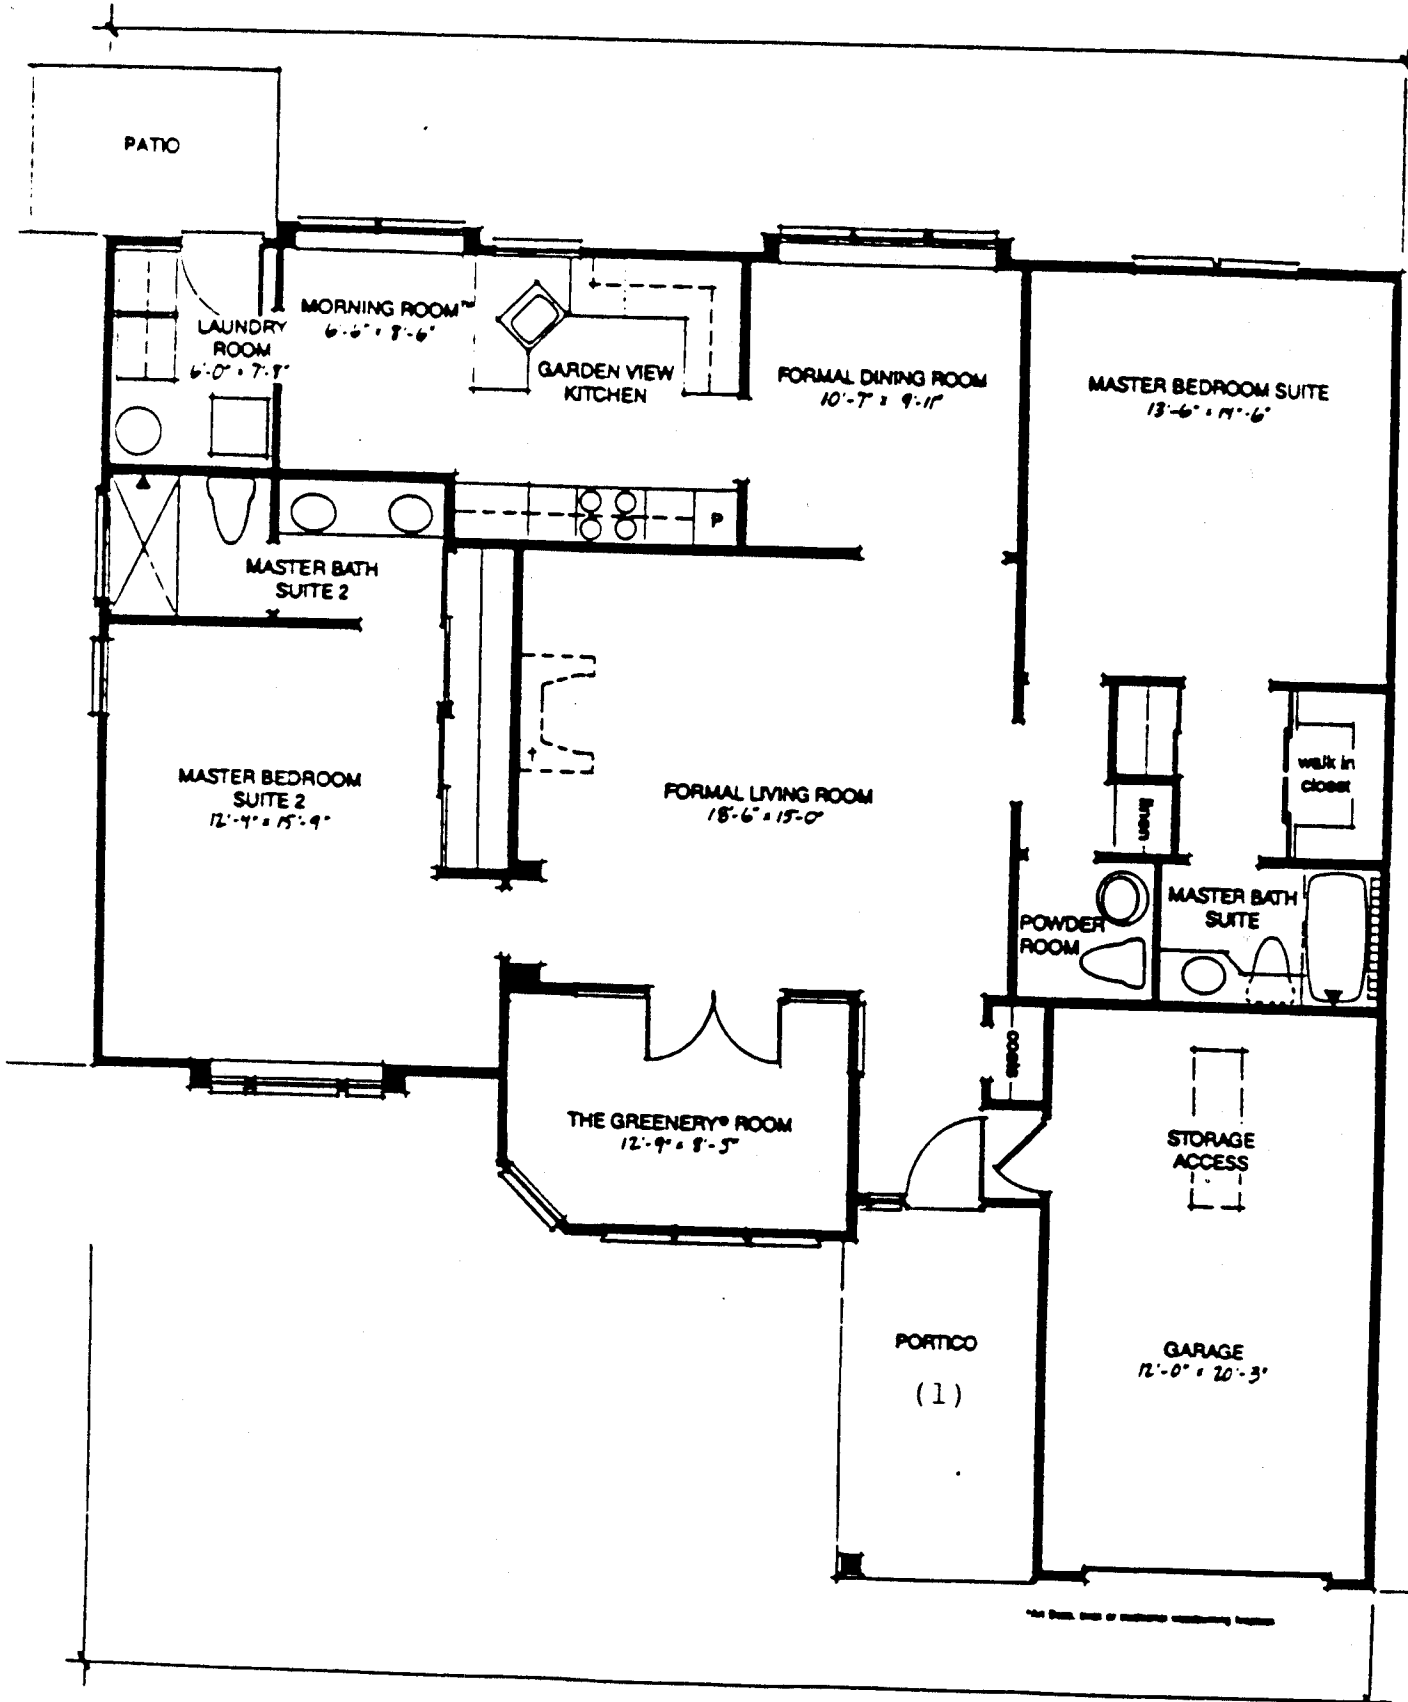 PATIO
MORNING ROOM™
6'-6" x 8'-6"
LAUNDRY
ROOM
6'-0" x 7'-8"
GARDEN VIEW
KITCHEN
FORMAL DINING ROOM
10'-7" x 9'-11"
MASTER BEDROOM SUITE
13'-6" x 14'-6"
P
MASTER BATH
SUITE 2
MASTER BEDROOM
SUITE 2
12'-4" x 15'-9"
†
FORMAL LIVING ROOM
18'-6" x 15'-0"
walk in
closet
linen
POWDER
ROOM
MASTER BATH
SUITE
coats
THE GREENERY® ROOM
12'-9" x 8'-5"
STORAGE
ACCESS
PORTICO
(1)
GARAGE
12'-0" x 20'-3"